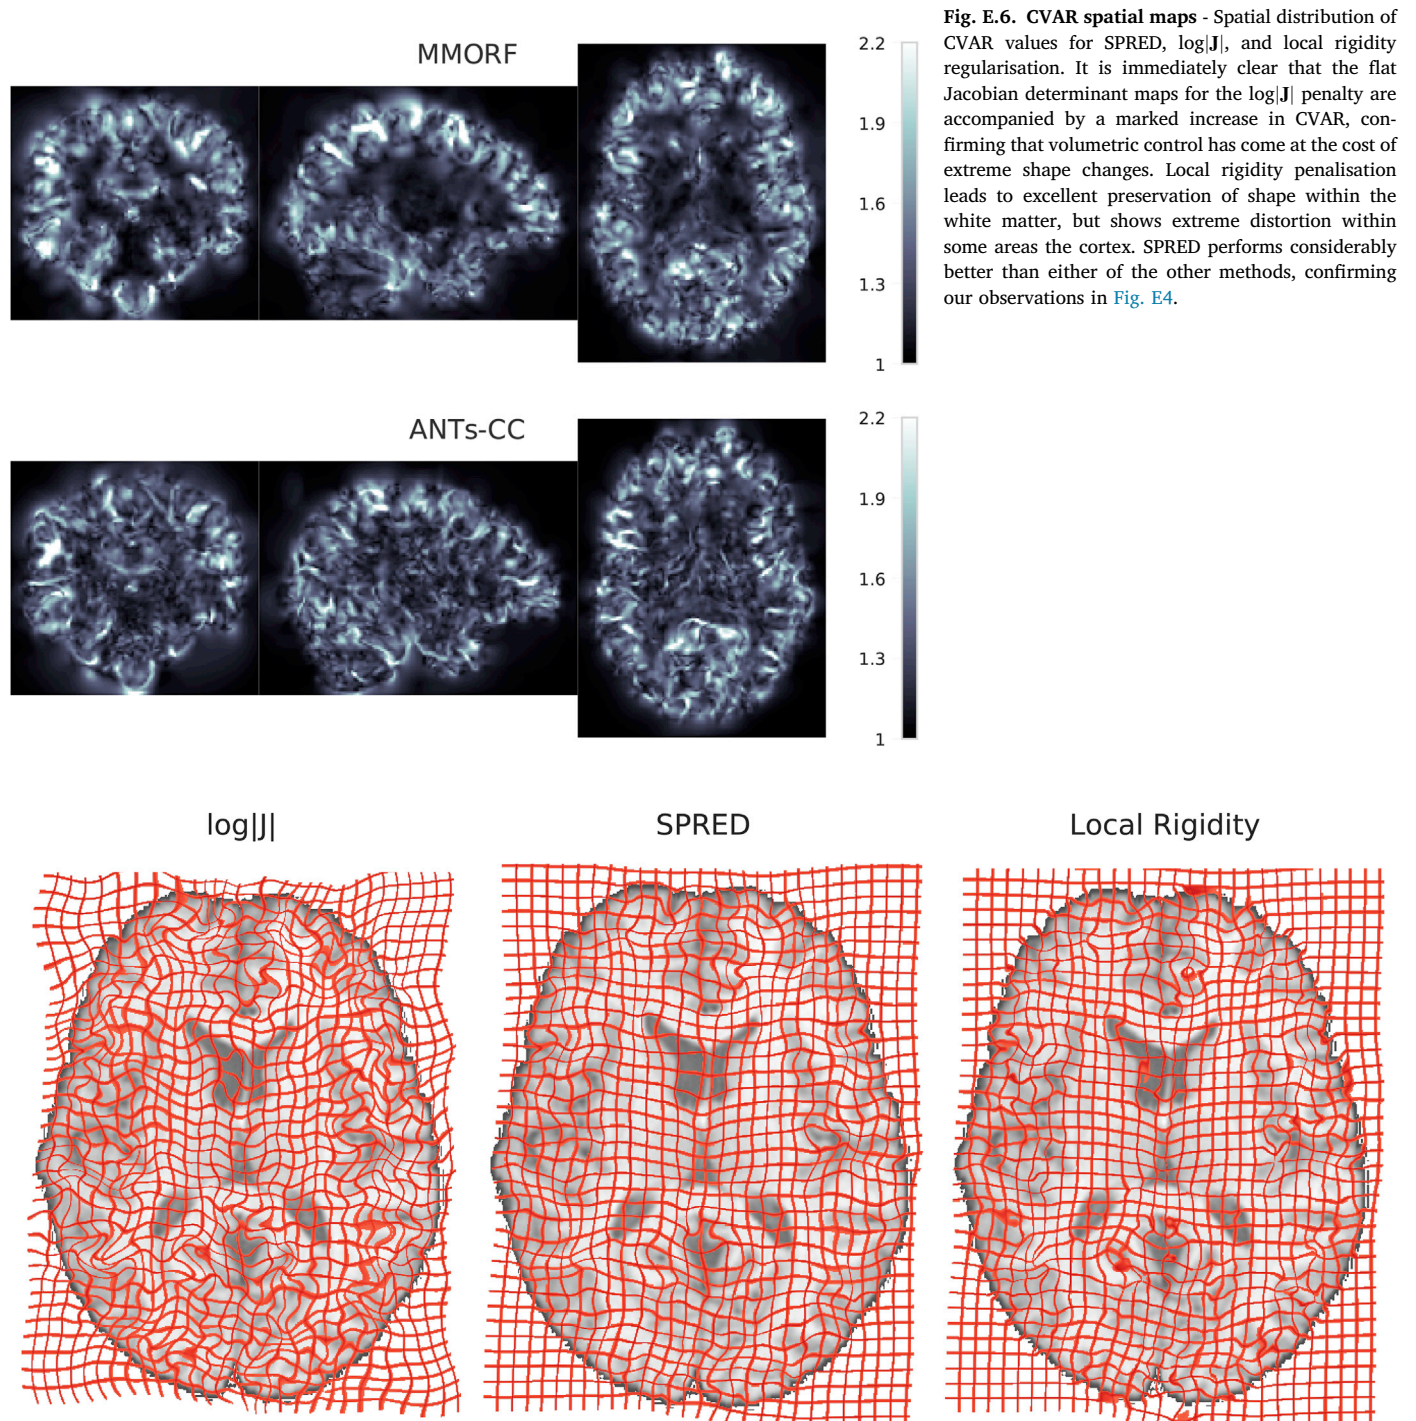 MMORF
2.2
1.9
1.6
1.3
1
Fig. E.6. CVAR spatial maps - Spatial distribution of
CVAR values for SPRED, log|J|, and local rigidity
regularisation. It is immediately clear that the flat
Jacobian determinant maps for the log|J| penalty are
accompanied by a marked increase in CVAR, con-
firming that volumetric control has come at the cost of
extreme shape changes. Local rigidity penalisation
leads to excellent preservation of shape within the
white matter, but shows extreme distortion within
some areas the cortex. SPRED performs considerably
better than either of the other methods, confirming
our observations in Fig. E4.
ANTs-CC
2.2
1.9
1.6
1.3
1
log|J|
SPRED
Local Rigidity